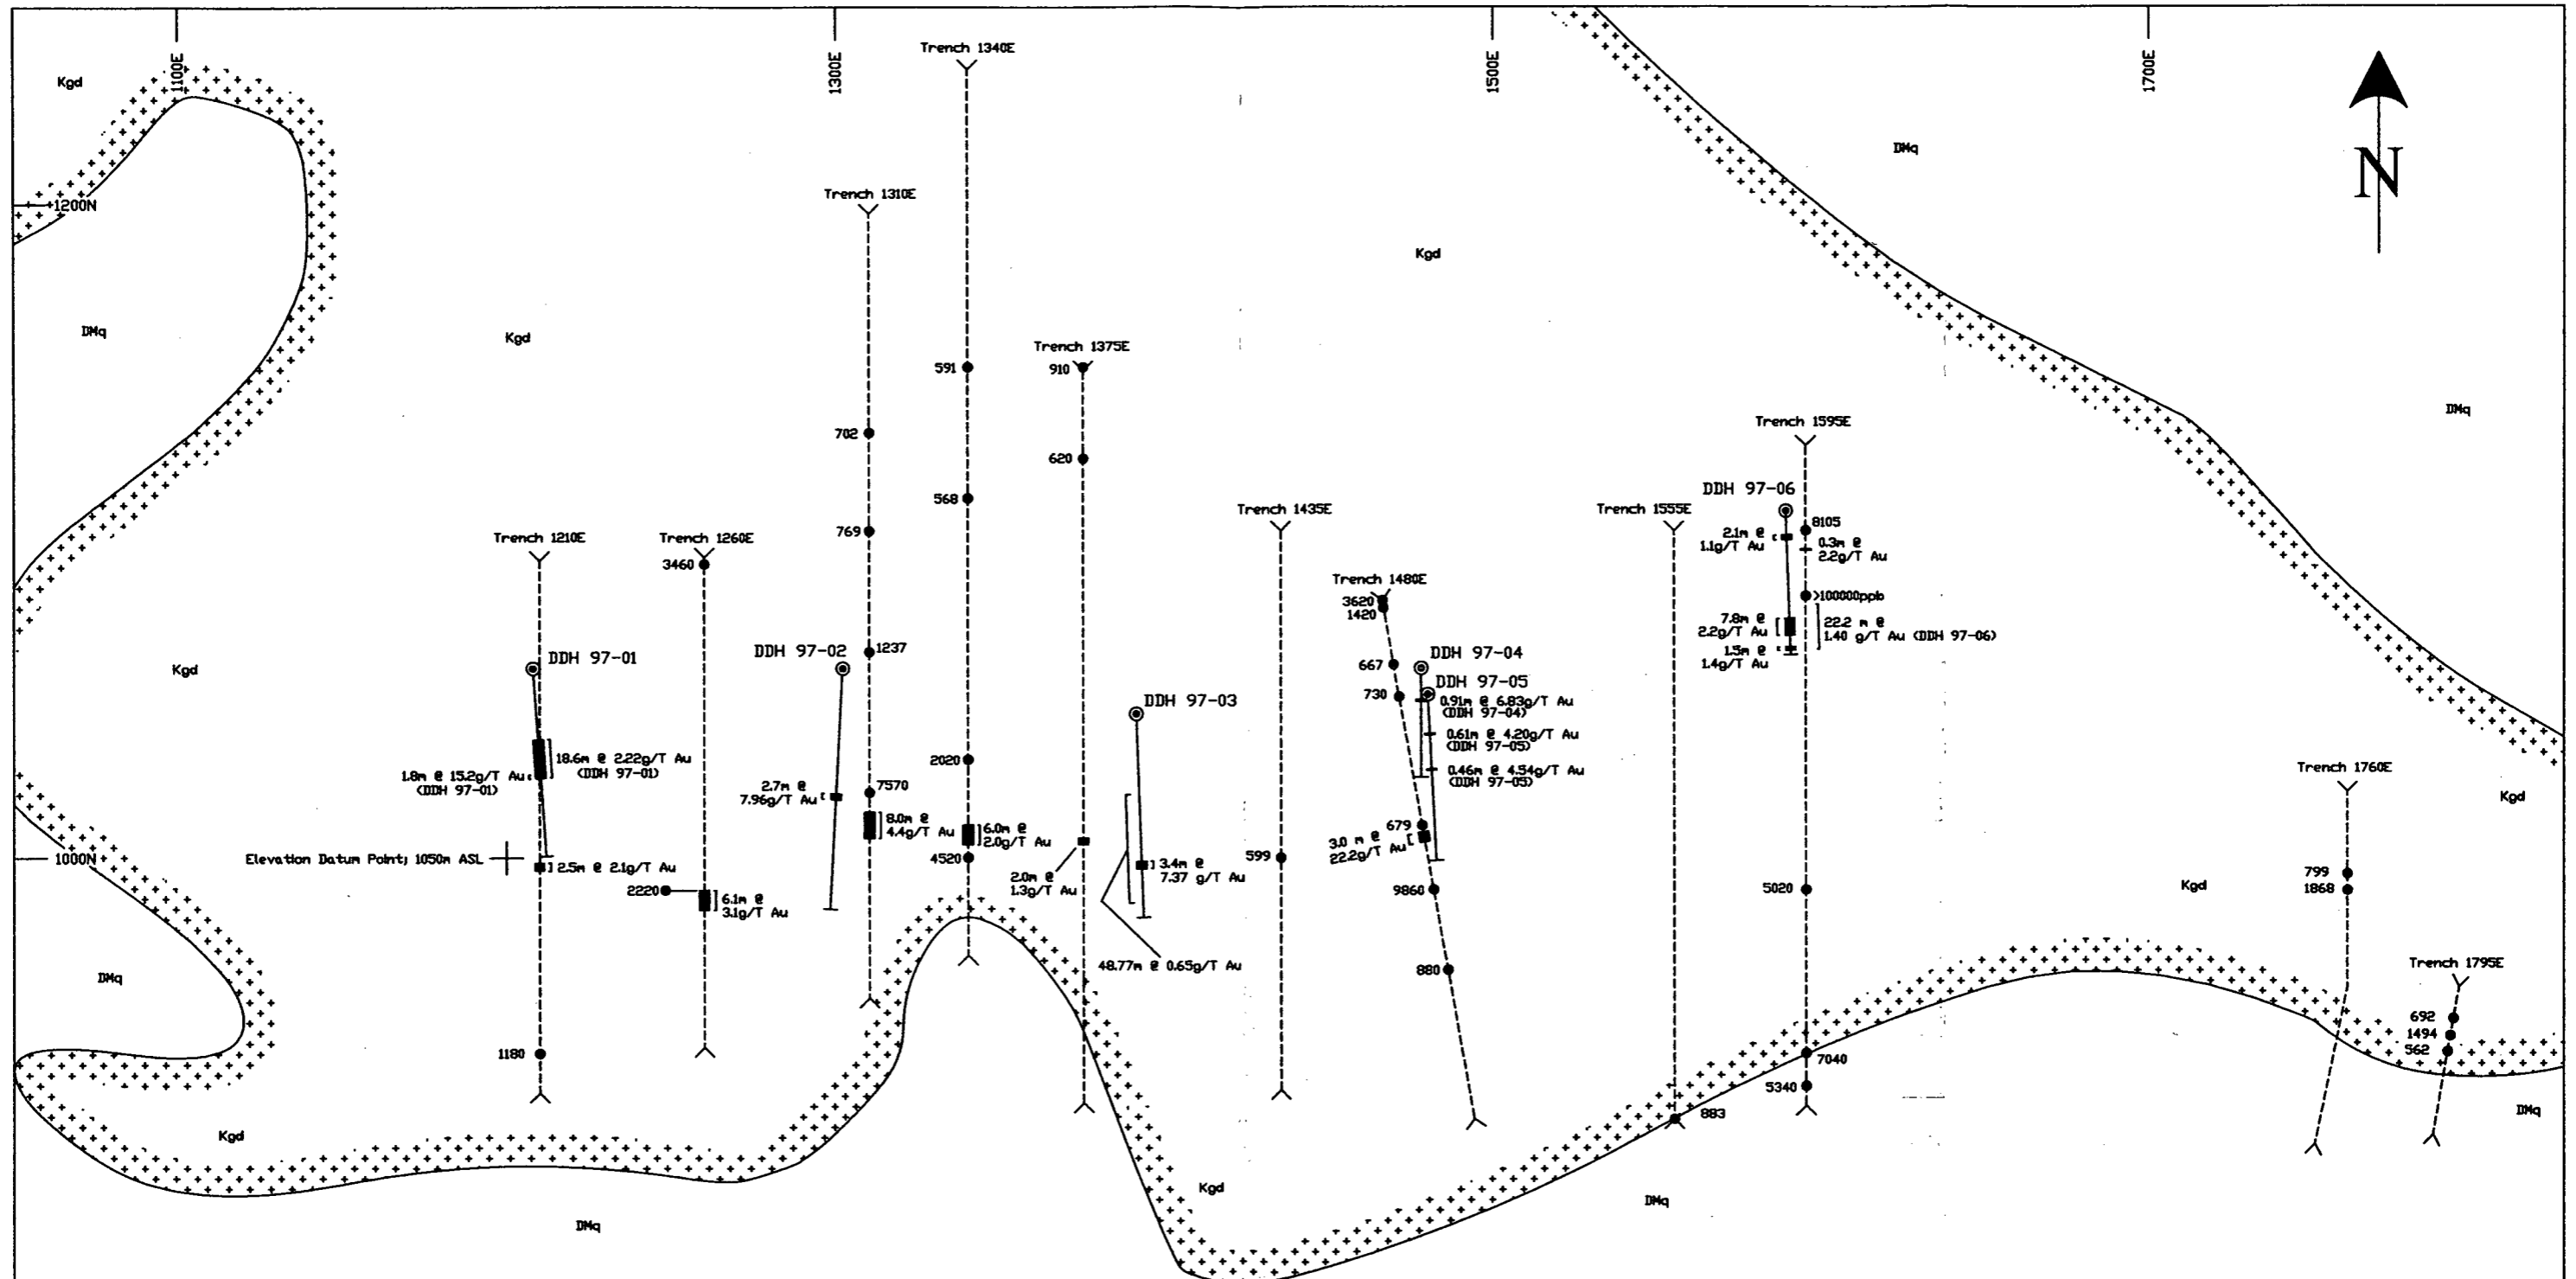 1100E
1300E
1500E
1700E
Trench 1340E
Kgd
DMq
N
Trench 1310E
1200N
Kgd
DMq
Kgd
Trench 1375E
591
910
DMq
702
Trench 1595E
620
DDH 97-06
568
Trench 1435E
Trench 1555E
769
8105
2.1m @
1.1g/T Au
0.3m @
2.2g/T Au
Trench 1210E
Trench 1260E
3460
Trench 1480E
3620
1420
>100000ppb
7.8m @
2.2g/T Au
22.2 m @
1.40 g/T Au (DDH 97-06)
1.5m @
1.4g/T Au
1237
DDH 97-01
DDH 97-02
DDH 97-04
Kgd
667
DDH 97-05
730
0.91m @ 6.83g/T Au
(DDH 97-04)
DDH 97-03
0.61m @ 4.20g/T Au
(DDH 97-05)
18.6m @ 2.22g/T Au
(DDH 97-01)
1.8m @ 15.2g/T Au
(DDH 97-01)
2020
0.46m @ 4.54g/T Au
(DDH 97-05)
Trench 1760E
2.7m @
7.96g/T Au
7570
Kgd
8.0m @
4.4g/T Au
6.0m @
2.0g/T Au
679
3.0 m @
22.2g/T Au
1000N
Elevation Datum Point; 1050m ASL
2.5m @ 2.1g/T Au
4520
2.0m @
1.3g/T Au
3.4m @
7.37 g/T Au
599
799
1868
2220
6.1m @
3.1g/T Au
9860
5020
Kgd
48.77m @ 0.65g/T Au
880
Trench 1795E
DMq
692
1494
562
1180
7040
5340
883
DMq
Kgd
Kgd
DMq
DMq